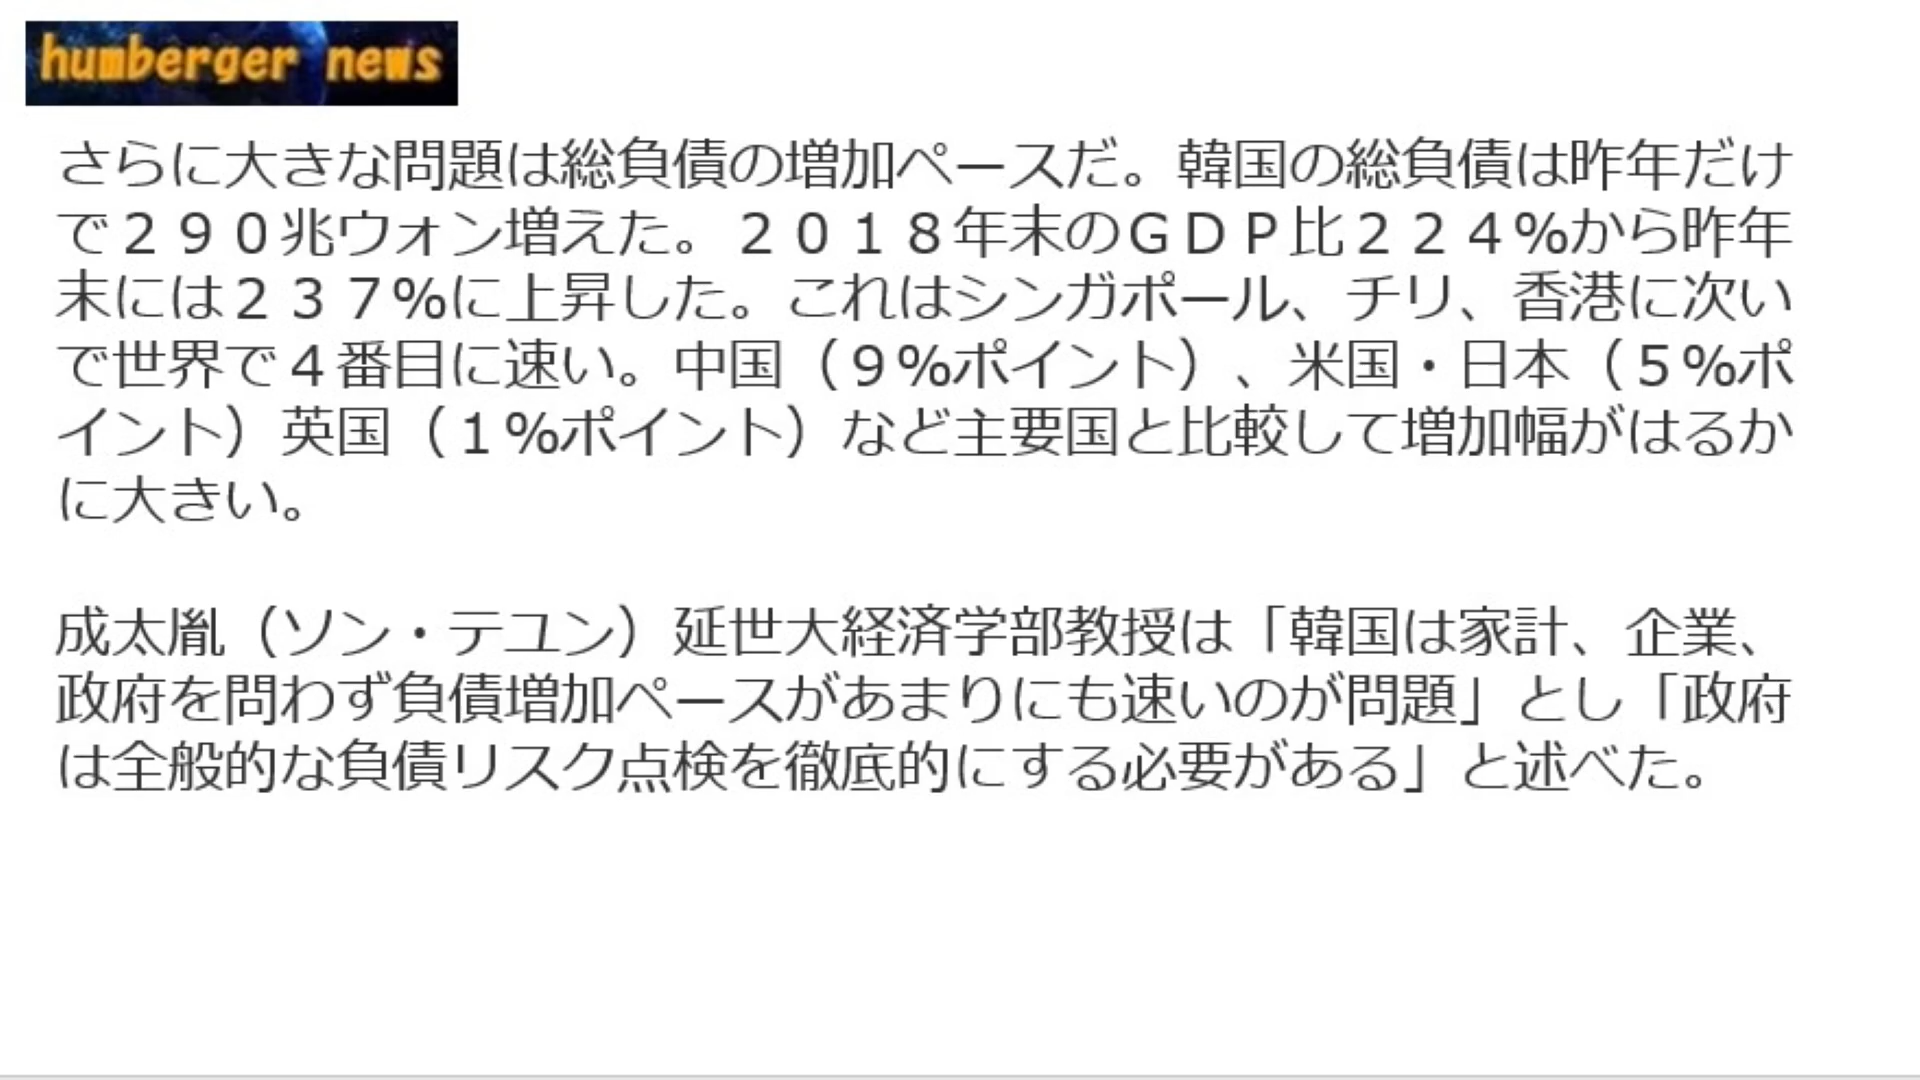 humberger news
さらに大きな問題は総負債の増加ペースだ。韓国の総負債は昨年だけ
で２９０兆ウォン増えた。２０１８年末のＧＤＰ比２２４%から昨年
末には２３７%に上昇した。これはシンガポール、チリ、香港に次い
で世界で４番目に速い。中国（９%ポイント）、米国・日本（５%ポ
イント）英国（１%ポイント）など主要国と比較して増加幅がはるか
に大きい。
成太胤（ソン・テユン）延世大経済学部教授は「韓国は家計、企業、
政府を問わず負債増加ペースがあまりにも速いのが問題」とし「政府
は全般的な負債リスク点検を徹底的にする必要がある」と述べた。